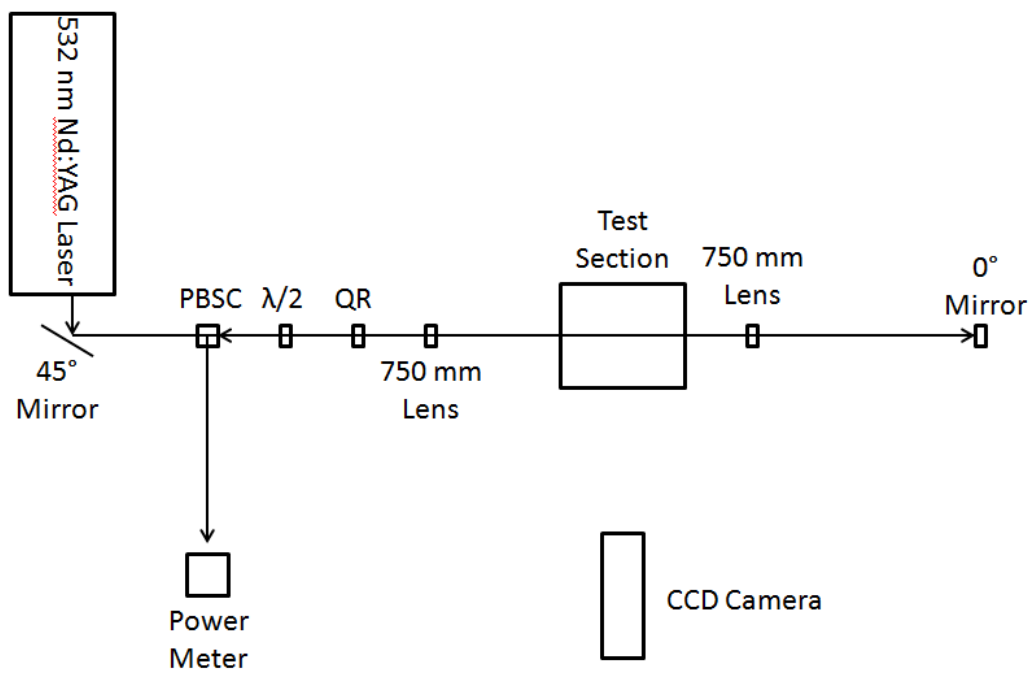 532 nm Nd:YAG Laser
Test
Section
750 mm
Lens
0°
Mirror
PBSC
λ/2
QR
45°
Mirror
750 mm
Lens
Power
Meter
CCD Camera